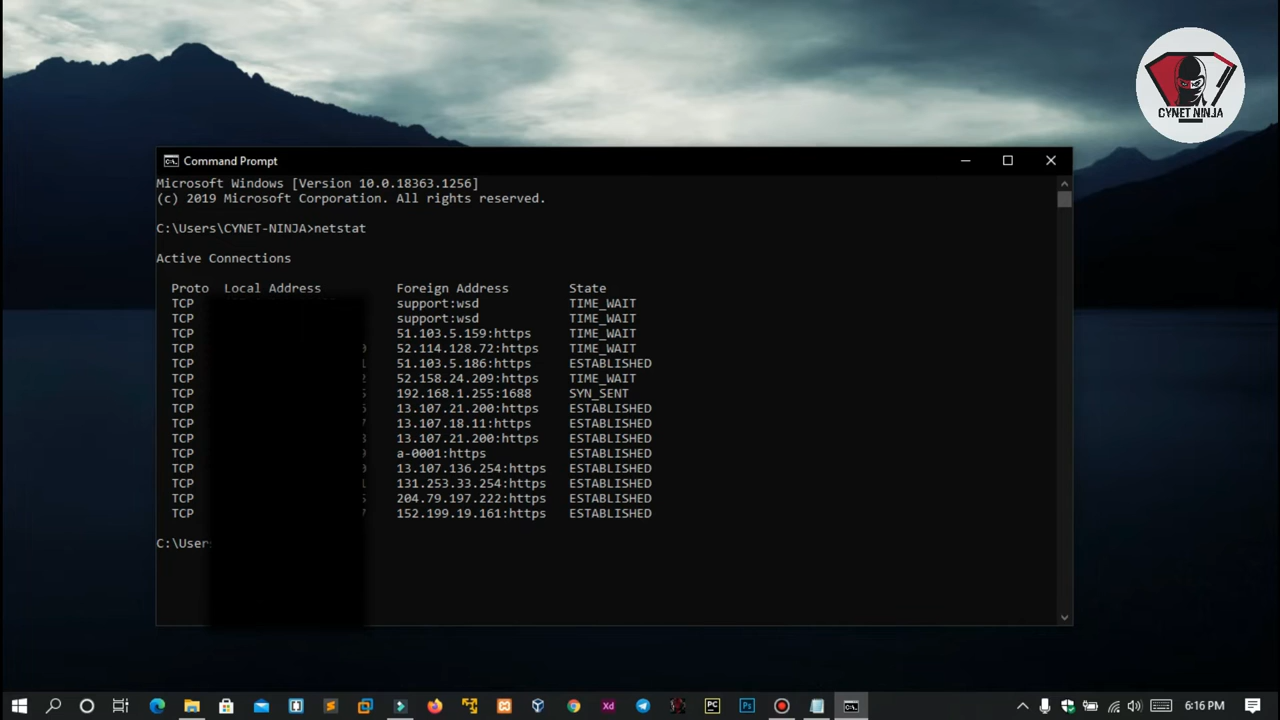 CYNET NINJA
Command Prompt
Microsoft Windows [Version 10.0.18363.1256]
(c) 2019 Microsoft Corporation. All rights reserved.
C:\Users\CYNET-NINJA>netstat
Active Connections
Proto Local Address Foreign Address State
TCP support:wsd TIME_WAIT
TCP support:wsd TIME_WAIT
TCP 51.103.5.159:https TIME_WAIT
TCP 52.114.128.72:https TIME_WAIT
TCP 51.103.5.186:https ESTABLISHED
TCP 52.158.24.209:https TIME_WAIT
TCP 192.168.1.255:1688 SYN_SENT
TCP 13.107.21.200:https ESTABLISHED
TCP 13.107.18.11:https ESTABLISHED
TCP 13.107.21.200:https ESTABLISHED
TCP a-0001:https ESTABLISHED
TCP 13.107.136.254:https ESTABLISHED
TCP 131.253.33.254:https ESTABLISHED
TCP 204.79.197.222:https ESTABLISHED
TCP 152.199.19.161:https ESTABLISHED
C:\User
Xd
PC
Ps
6:16 PM